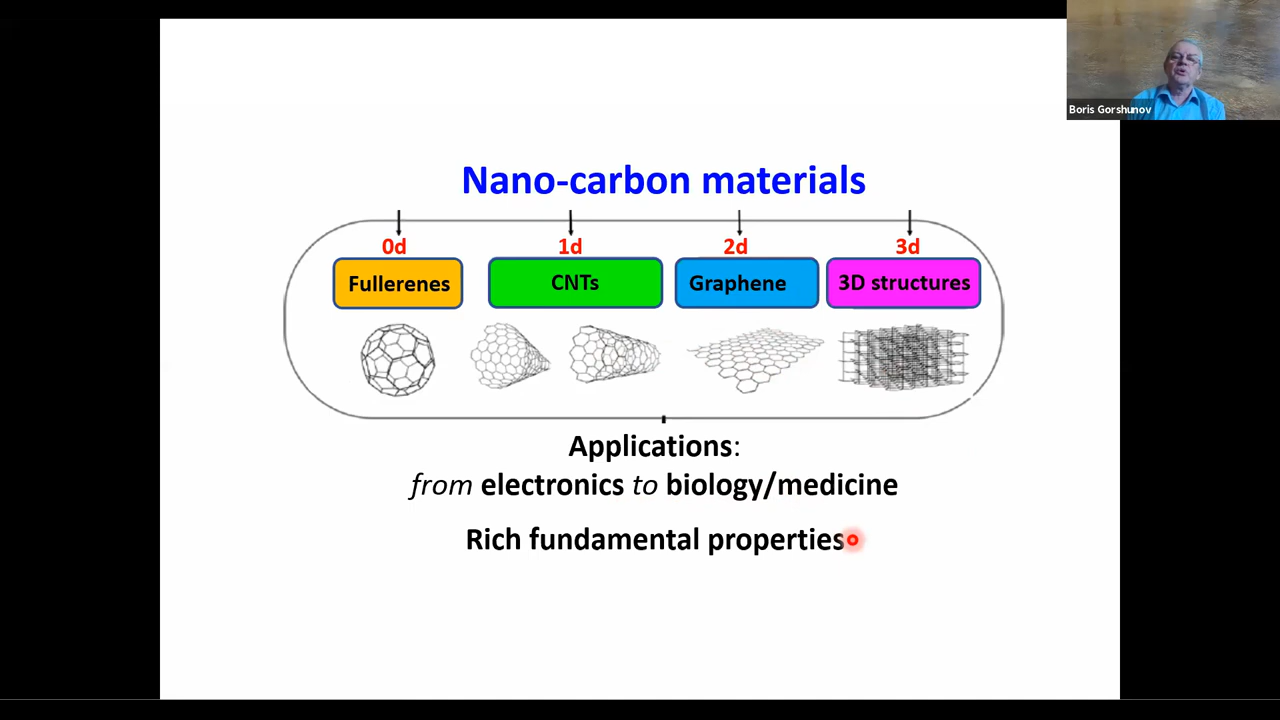 Boris Gorshunov
Nano-carbon materials
0d 1d 2d 3d
Fullerenes CNTs Graphene 3D structures
Applications:
from electronics to biology/medicine
Rich fundamental properties